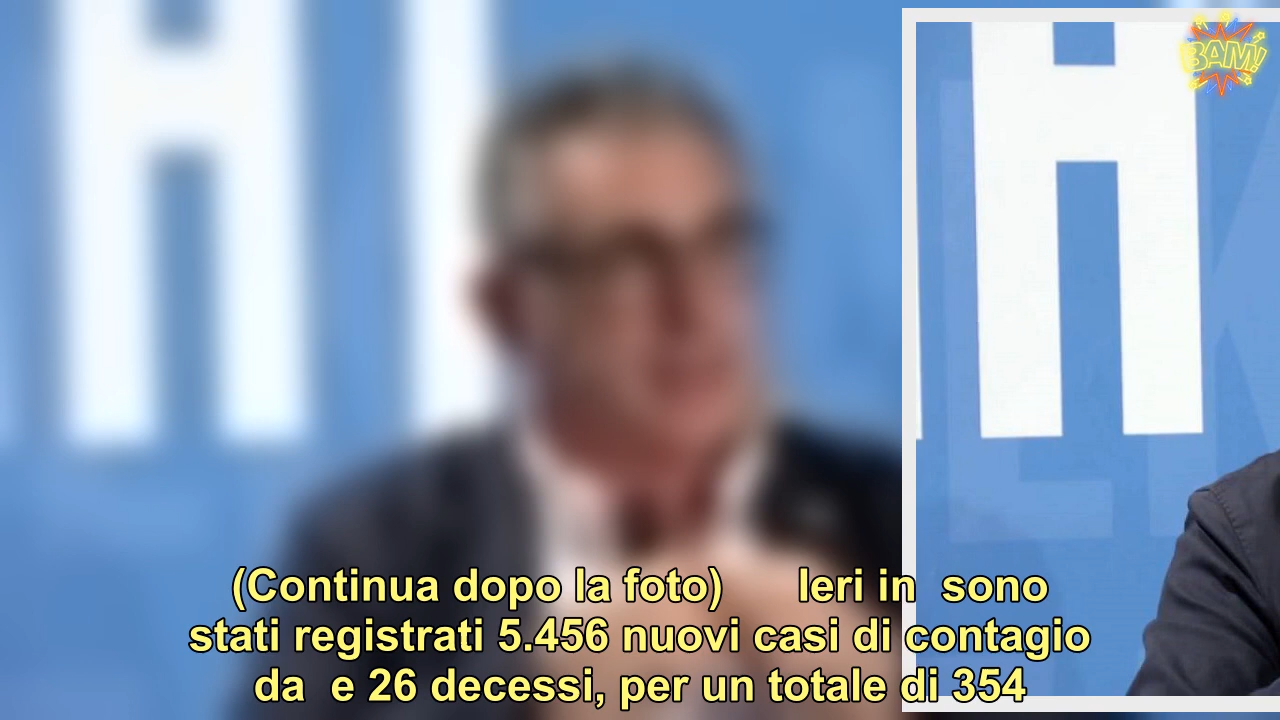 H
BAM!
(Continua dopo la foto) Ieri in sono
stati registrati 5.456 nuovi casi di contagio
da e 26 decessi, per un totale di 354